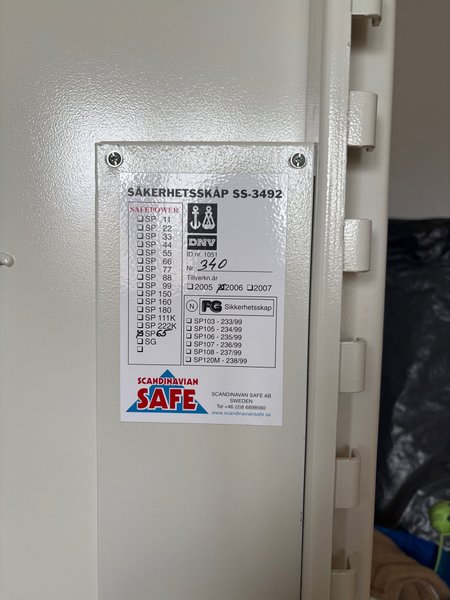 SÄKERHETSSKÅP SS-3492
SAFEPOWER
SP 11
SP 22
SP 33
SP 44
SP 55
SP 66
SP 77
SP 88
SP 99
SP 150
SP 160
SP 180
SP 111K
SP 222K
SP 65
SG
DNV
ID nr. 1051
Nr: 340
Tillverkn.år
2005 2006 2007
N FG Sikkerhetsskap
SP103 - 233/99
SP105 - 234/99
SP106 - 235/99
SP107 - 236/99
SP108 - 237/99
SP120M - 238/99
SCANDINAVIAN
SAFE
SCANDINAVAN SAFE AB
SWEDEN
Tel +46 (0)8 6898560
www.scandinaviansafe.se